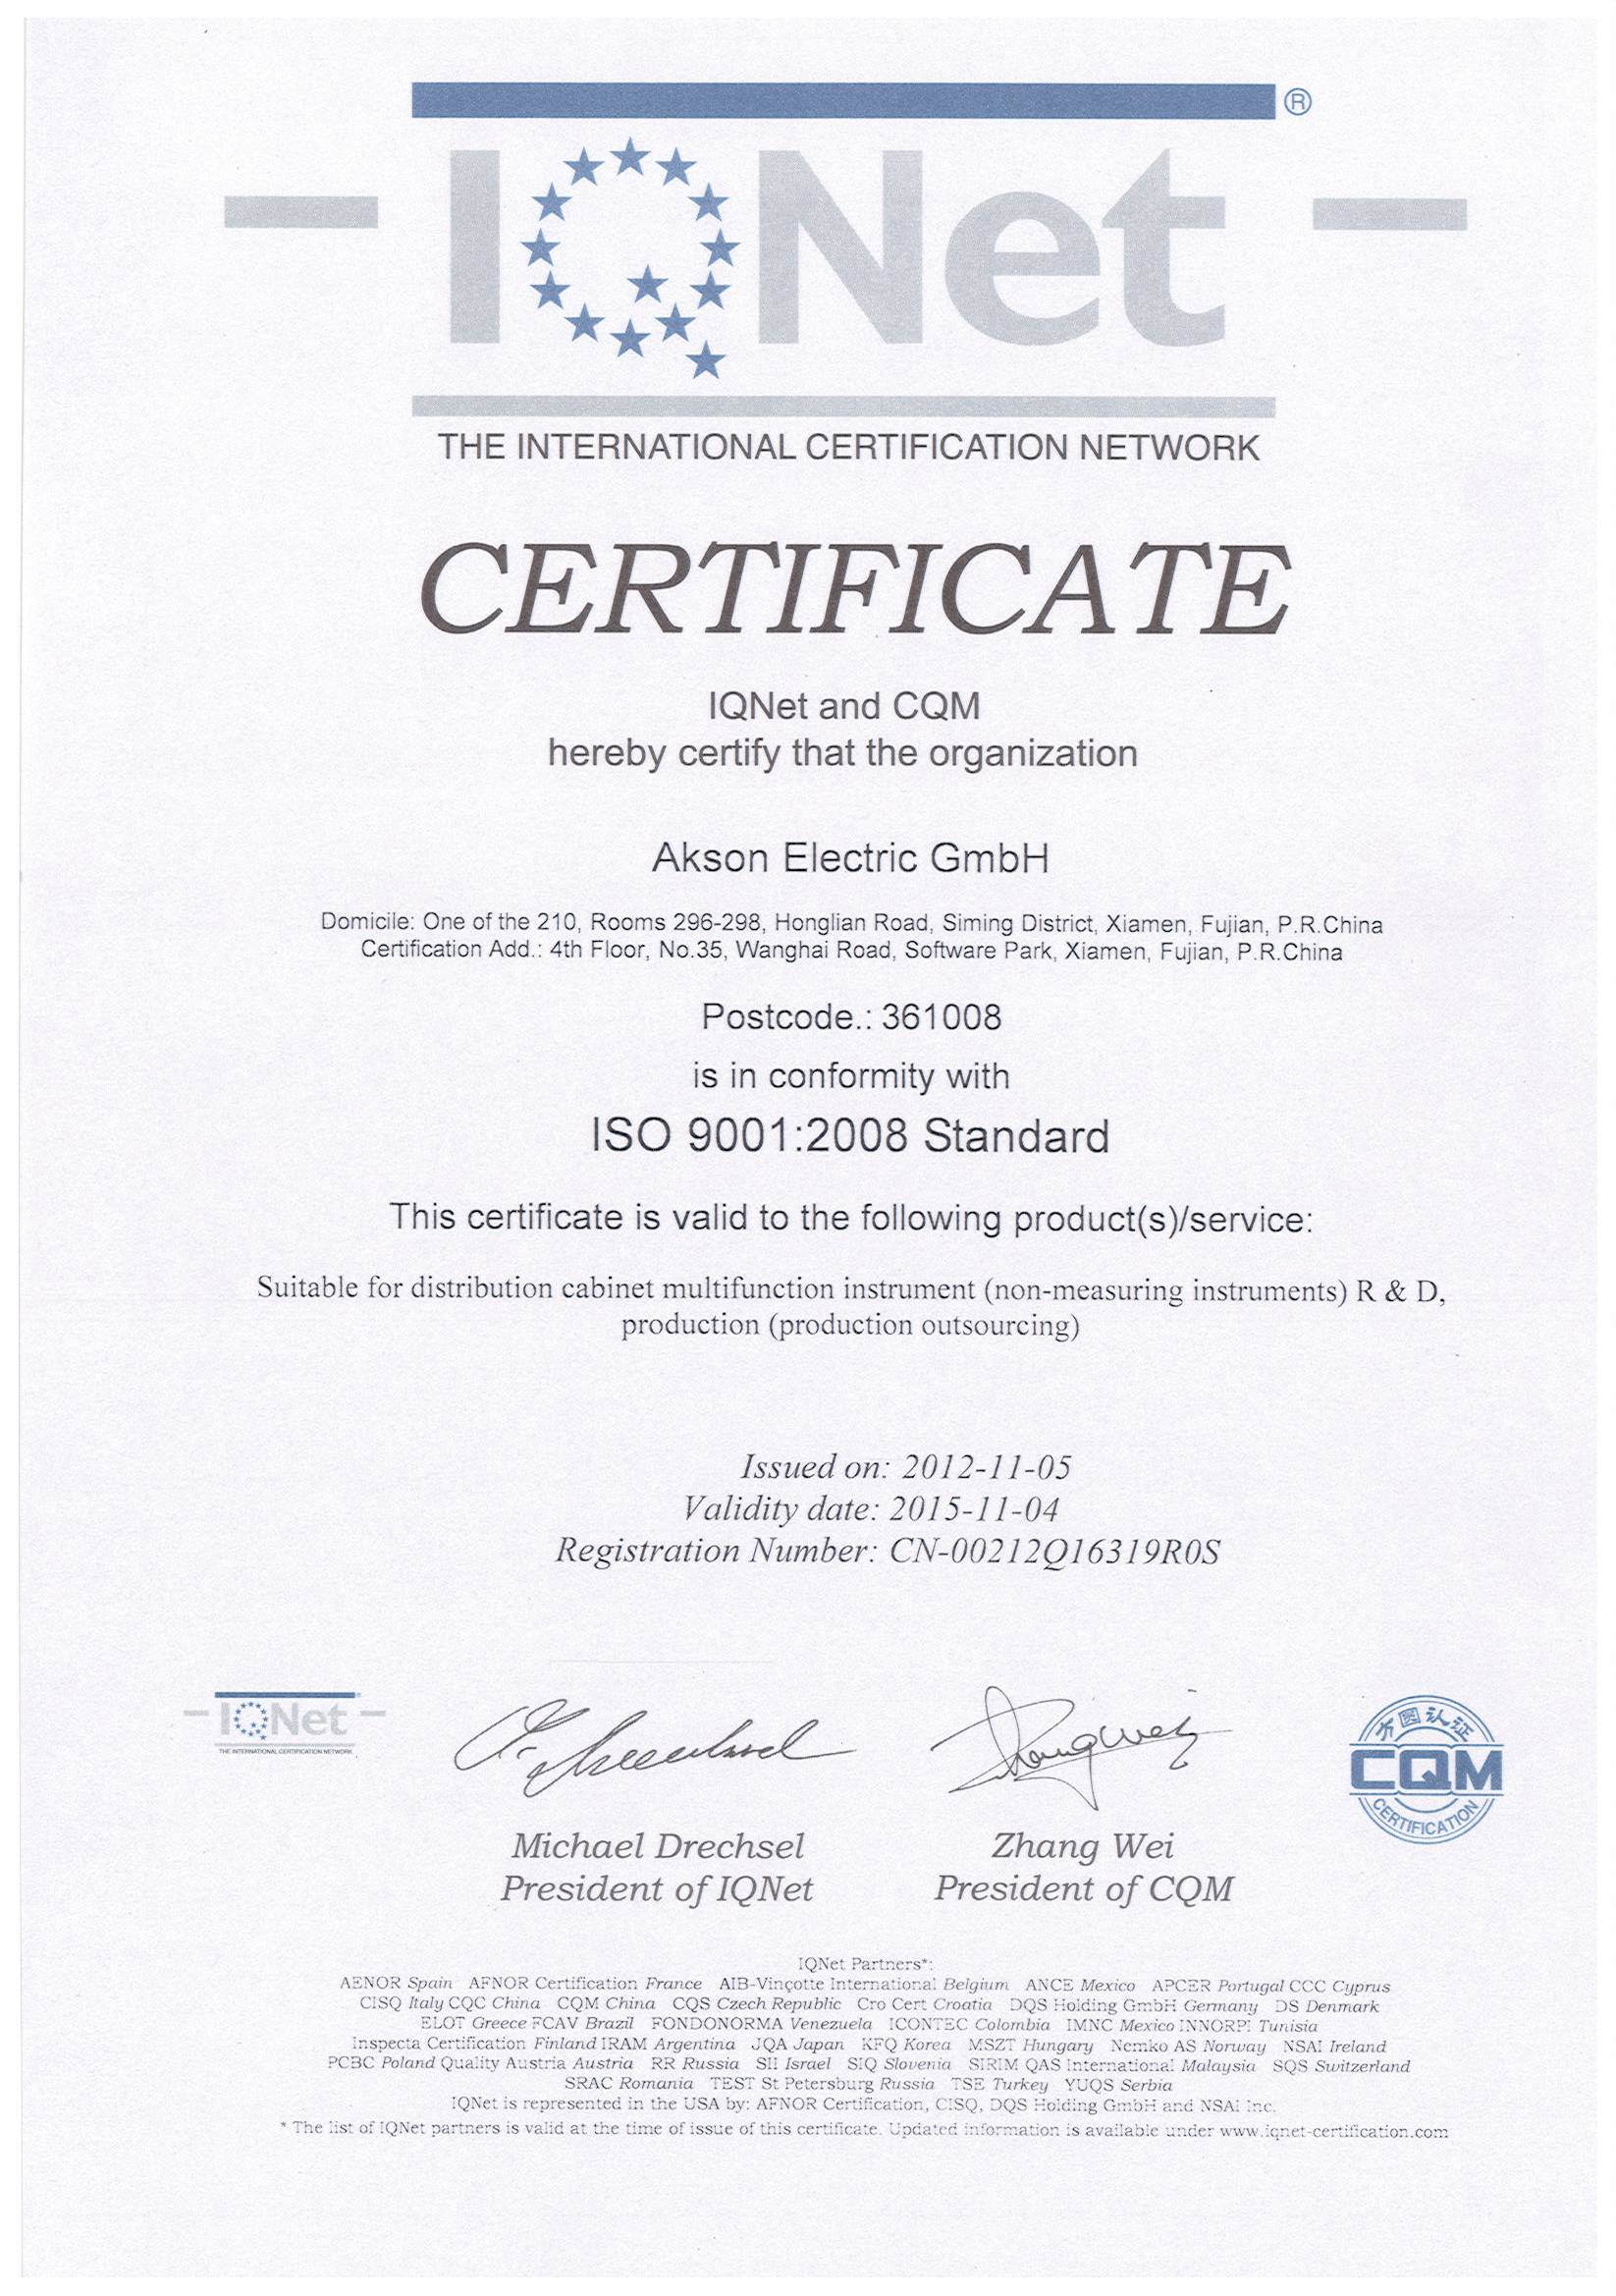 IQNet ®
THE INTERNATIONAL CERTIFICATION NETWORK
CERTIFICATE
IQNet and CQM
hereby certify that the organization
Akson Electric GmbH
Domicile: One of the 210, Rooms 296-298, Honglian Road, Siming District, Xiamen, Fujian, P.R.China
Certification Add.: 4th Floor, No.35, Wanghai Road, Software Park, Xiamen, Fujian, P.R.China
Postcode.: 361008
is in conformity with
ISO 9001:2008 Standard
This certificate is valid to the following product(s)/service:
Suitable for distribution cabinet multifunction instrument (non-measuring instruments) R & D,
production (production outsourcing)
Issued on: 2012-11-05
Validity date: 2015-11-04
Registration Number: CN-00212Q16319R0S
IQNet
THE INTERNATIONAL CERTIFICATION NETWORK
方圆认证
CQM
CERTIFICATION
Michael Drechsel
President of IQNet
Zhang Wei
President of CQM
IQNet Partners*:
AENOR Spain AFNOR Certification France AIB-Vinçotte International Belgium ANCE Mexico APCER Portugal CCC Cyprus
CISQ Italy CQC China CQM China CQS Czech Republic Cro Cert Croatia DQS Holding GmbH Germany DS Denmark
ELOT Greece FCAV Brazil FONDONORMA Venezuela ICONTEC Colombia IMNC Mexico INNORPI Tunisia
Inspecta Certification Finland IRAM Argentina JQA Japan KFQ Korea MSZT Hungary Nemko AS Norway NSAI Ireland
PCBC Poland Quality Austria Austria RR Russia SII Israel SIQ Slovenia SIRIM QAS International Malaysia SQS Switzerland
SRAC Romania TEST St Petersburg Russia TSE Turkey YUQS Serbia
IQNet is represented in the USA by: AFNOR Certification, CISQ, DQS Holding GmbH and NSAI Inc.
* The list of IQNet partners is valid at the time of issue of this certificate. Updated information is available under www.iqnet-certification.com